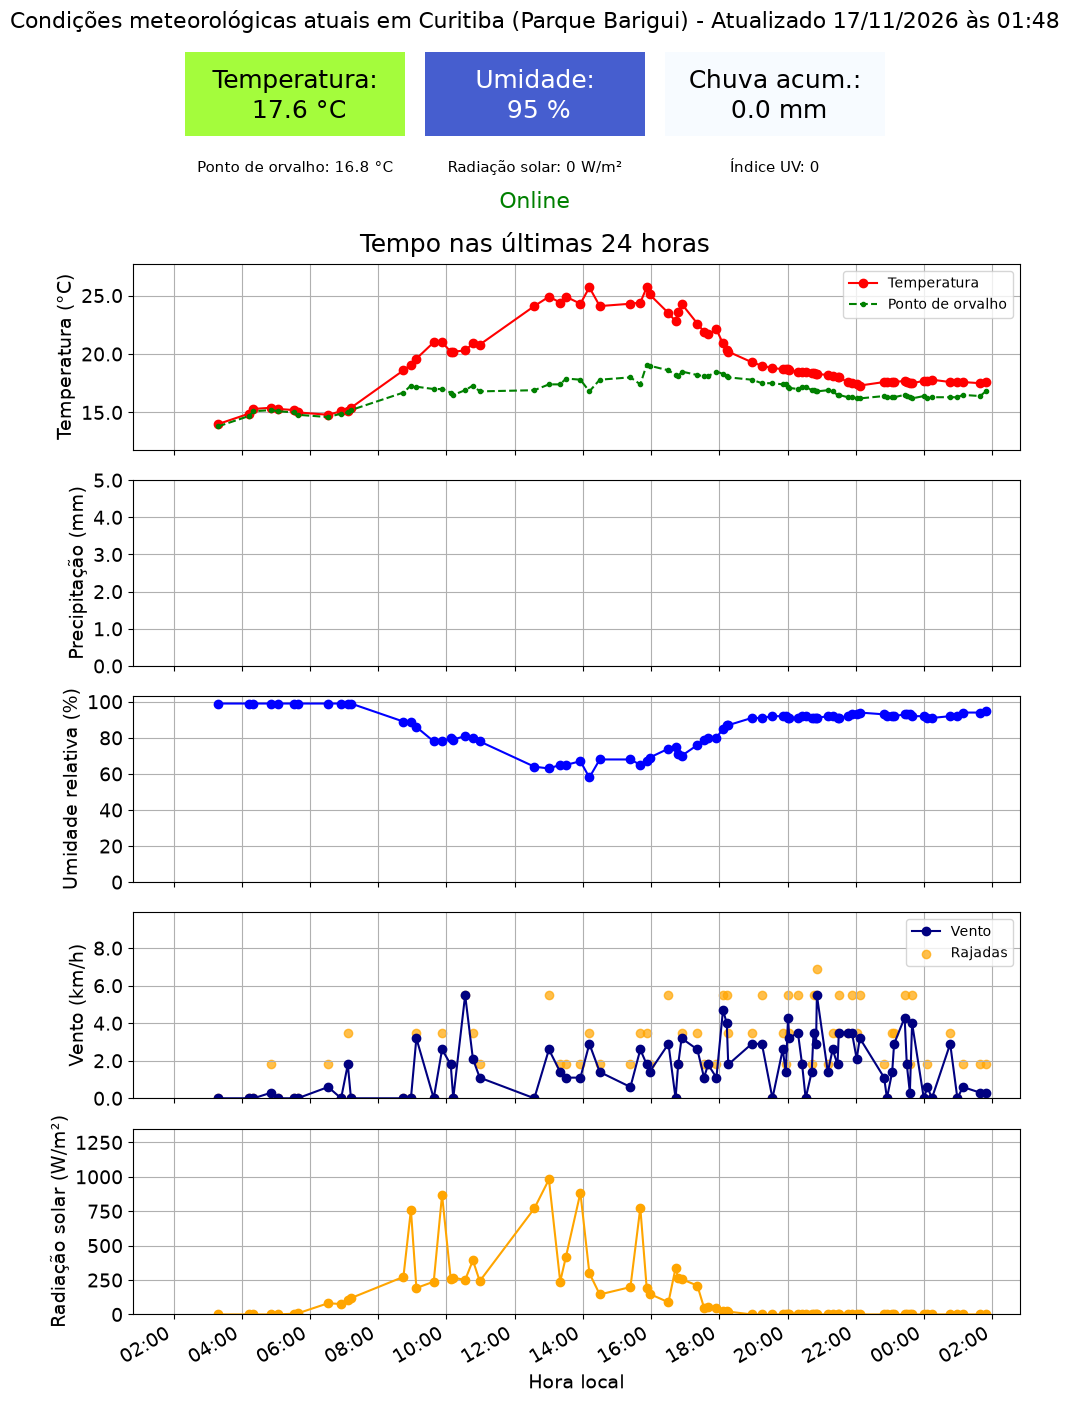 Condições meteorológicas atuais em Curitiba (Parque Barigui) - Atualizado 17/11/2026 às 01:48
Temperatura:
17.6 °C
Umidade:
95 %
Chuva acum.:
0.0 mm
Ponto de orvalho: 16.8 °C
Radiação solar: 0 W/m²
Índice UV: 0
Online
Tempo nas últimas 24 horas
Temperatura (°C)
25.0
20.0
15.0
Temperatura
Ponto de orvalho
Precipitação (mm)
5.0
4.0
3.0
2.0
1.0
0.0
Umidade relativa (%)
100
80
60
40
20
0
Vento (km/h)
8.0
6.0
4.0
2.0
0.0
Vento
Rajadas
Radiação solar (W/m²)
1250
1000
750
500
250
0
02:00
04:00
06:00
08:00
10:00
12:00
14:00
16:00
18:00
20:00
22:00
00:00
02:00
Hora local